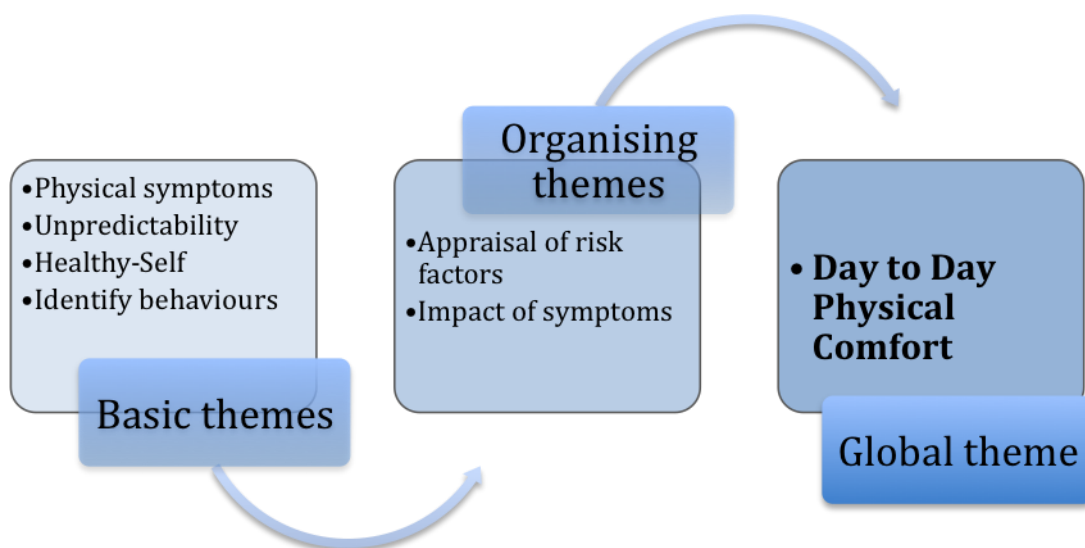 •Physical symptoms
•Unpredictability
•Healthy-Self
•Identify behaviours
Basic themes
Organising
themes
•Appraisal of risk
factors
•Impact of symptoms
• Day to Day
Physical
Comfort
Global theme